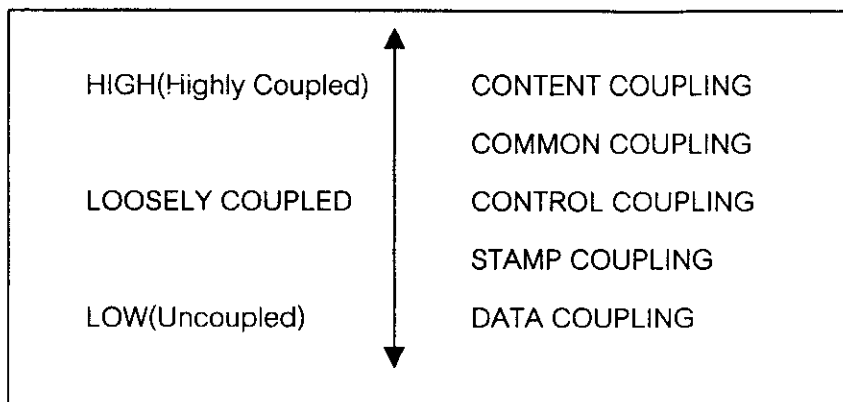 HIGH(Highly Coupled) CONTENT COUPLING
COMMON COUPLING
LOOSELY COUPLED CONTROL COUPLING
STAMP COUPLING
LOW(Uncoupled) DATA COUPLING